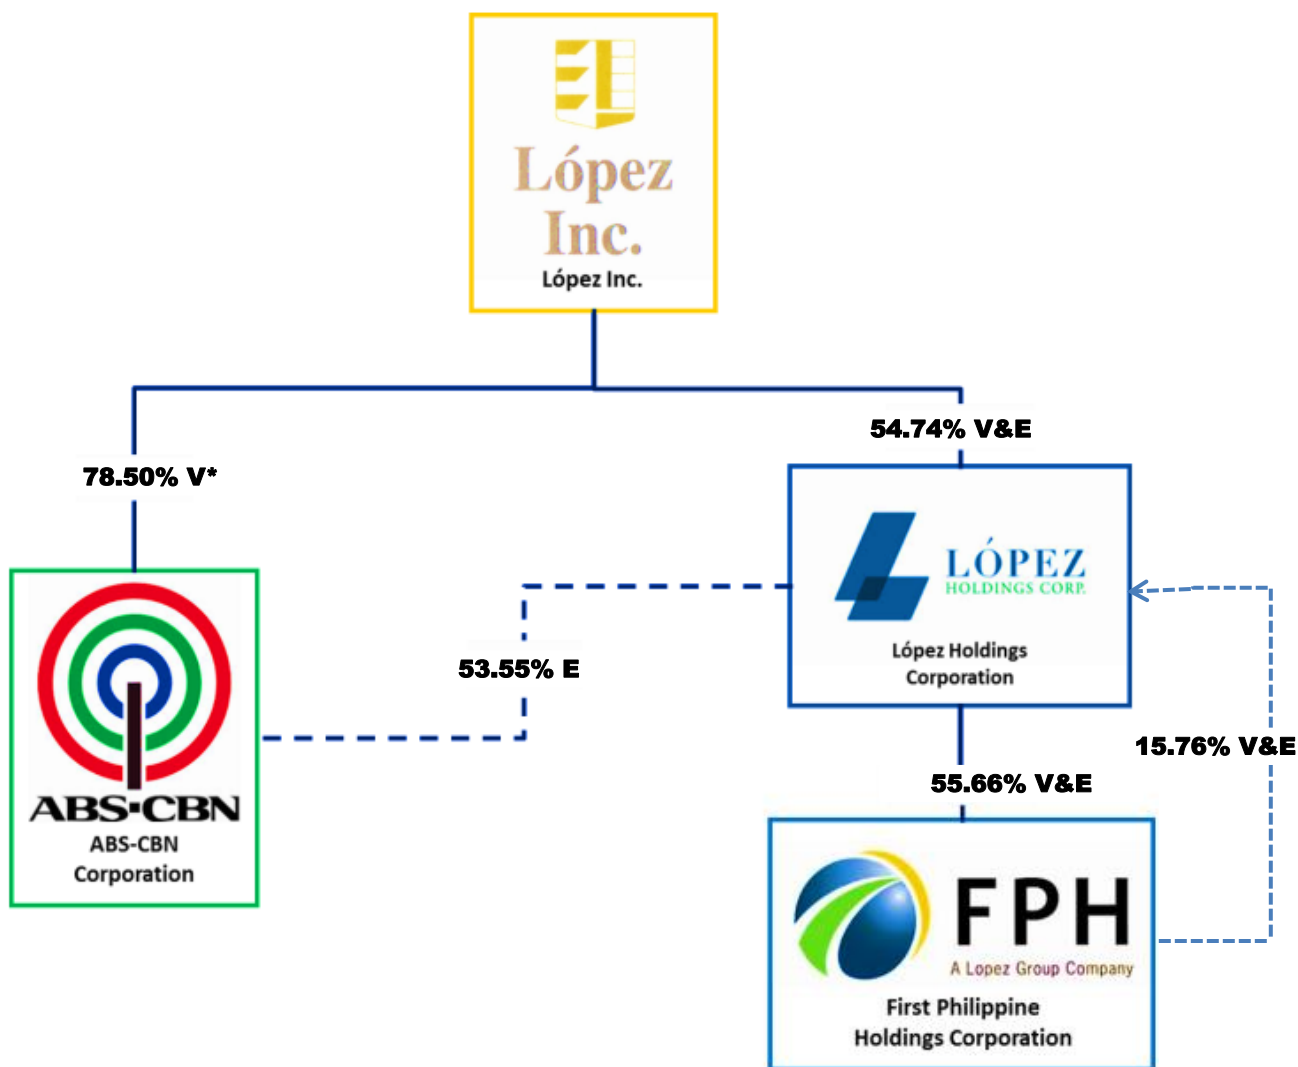 López
Inc.
López Inc.
54.74% V&E
78.50% V*
LÓPEZ
HOLDINGS CORP.
López Holdings
Corporation
53.55% E
15.76% V&E
55.66% V&E
ABS-CBN
ABS-CBN
Corporation
FPH
A Lopez Group Company
First Philippine
Holdings Corporation